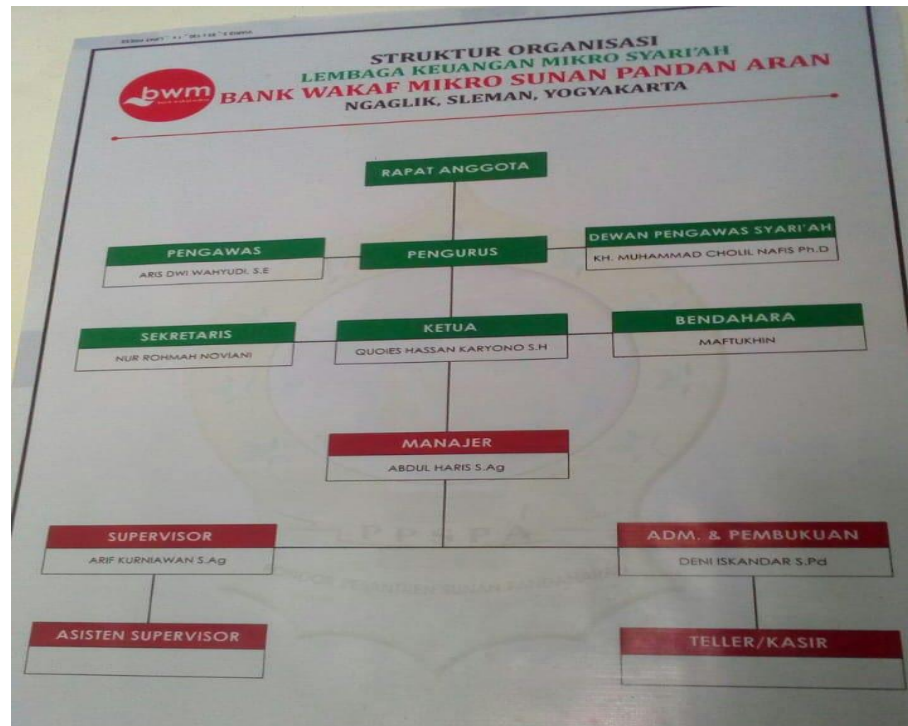 STRUKTUR ORGANISASI
LEMBAGA KEUANGAN MIKRO SYARI'AH
BANK WAKAF MIKRO SUNAN PANDAN ARAN
NGAGLIK, SLEMAN, YOGYAKARTA
bwm
RAPAT ANGGOTA
PENGAWAS
ARIS DWI WAHYUDI. S.E
PENGURUS
DEWAN PENGAWAS SYARI'AH
KH. MUHAMMAD CHOLIL NAFIS Ph.D
SEKRETARIS
NUR ROHMAH NOVIANI
KETUA
QUOIES HASSAN KARYONO S.H
BENDAHARA
MAFTUKHIN
MANAJER
ABDUL HARIS S.Ag
PPSPA
SUPERVISOR
ARIF KURNIAWAN S.Ag
ADM. & PEMBUKUAN
DENI ISKANDAR S.Pd
ASISTEN SUPERVISOR
TELLER/KASIR